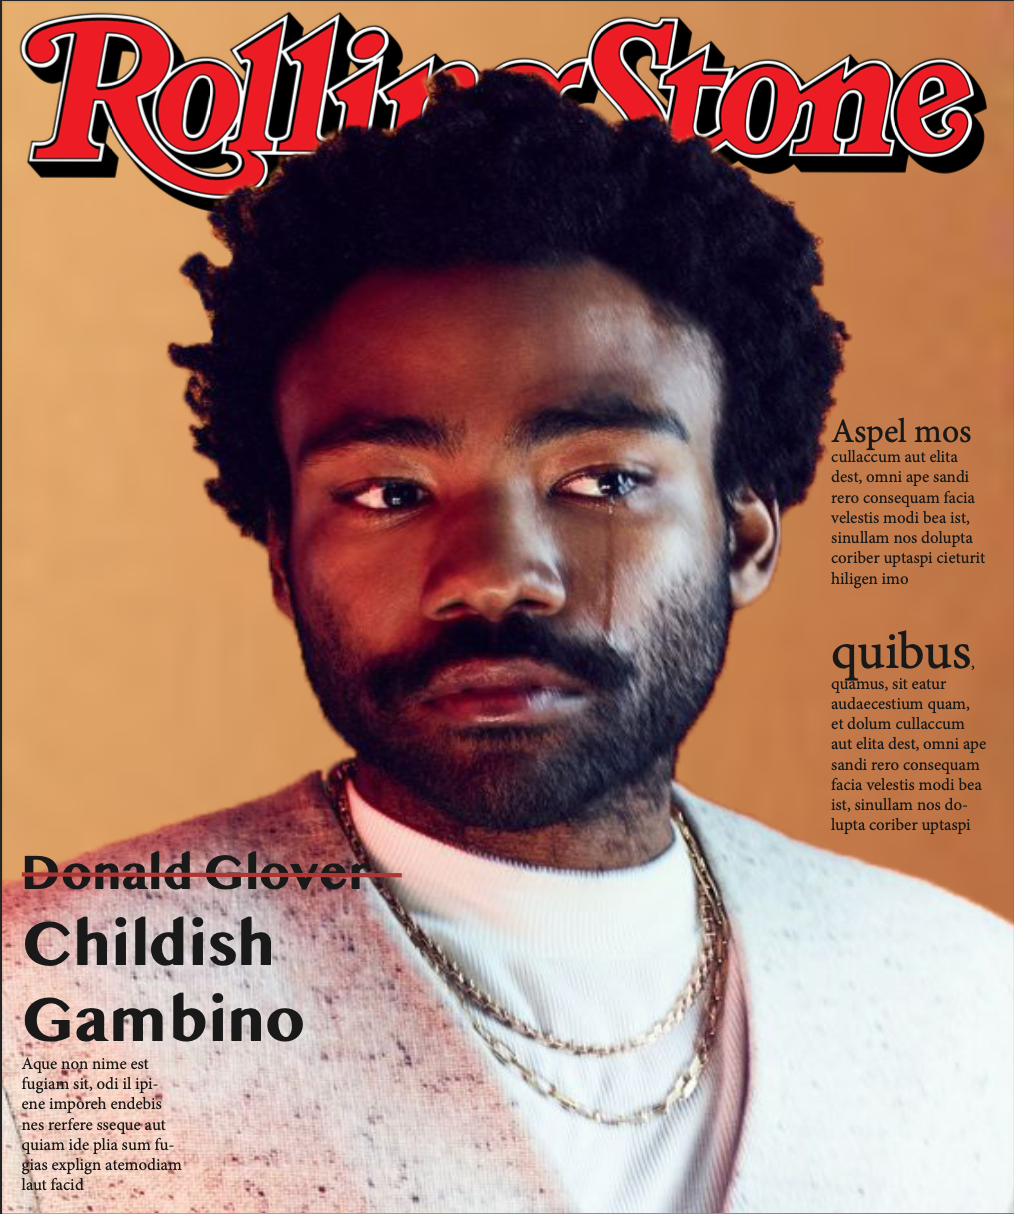 Rolling Stone
Aspel mos
cullaccum aut elita
dest, omni ape sandi
rero consequam facia
velestis modi bea ist,
sinullam nos dolupta
coriber uptaspi cieturit
hiligen imo
quibus,
quamus, sit eatur
audaecestium quam,
et dolum cullaccum
aut elita dest, omni ape
sandi rero consequam
facia velestis modi bea
ist, sinullam nos do-
lupta coriber uptaspi
Donald Glover
Childish
Gambino
Aque non nime est
fugiam sit, odi il ipi-
ene imporeh endebis
nes rerfere sseque aut
quiam ide plia sum fu-
gias explign atemodiam
laut facid